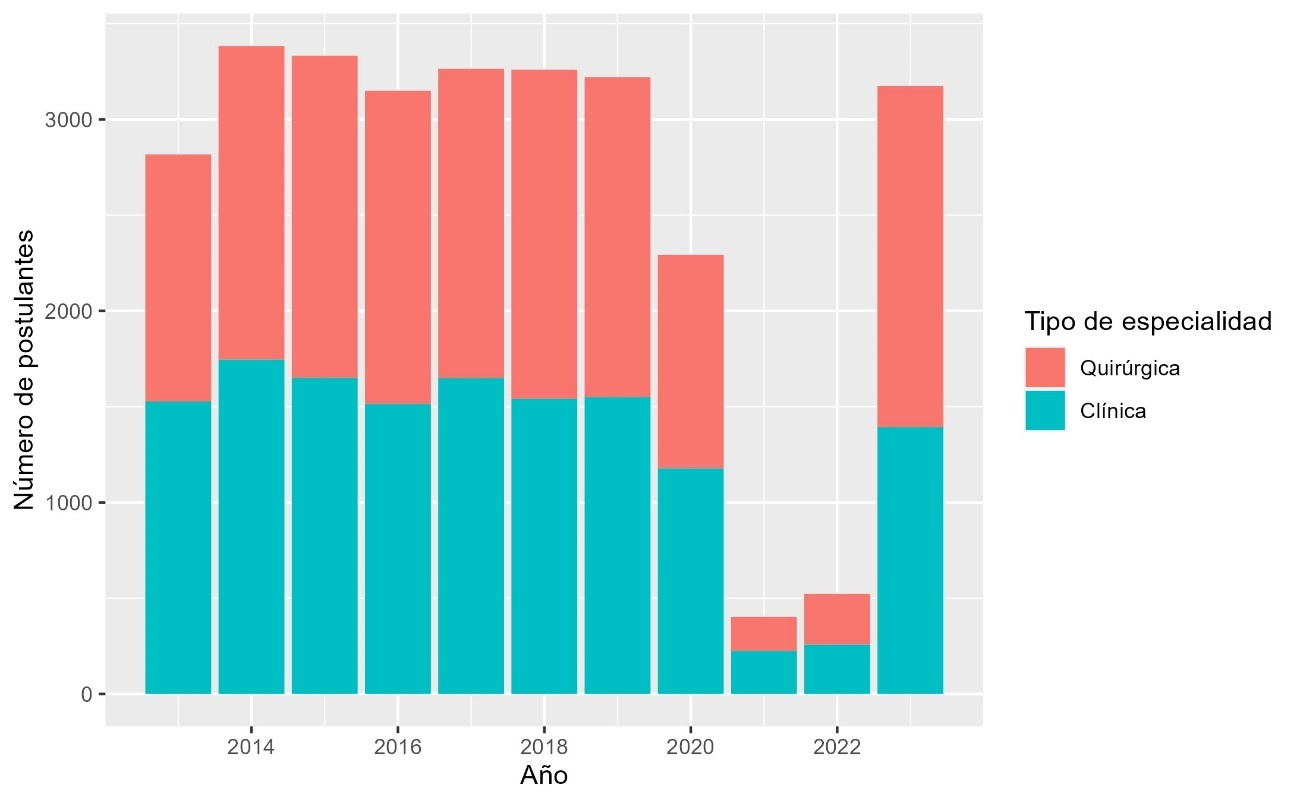 Número de postulantes
3000
2000
1000
0
2014 2016 2018 2020 2022
Año
Tipo de especialidad
Quirúrgica
Clínica